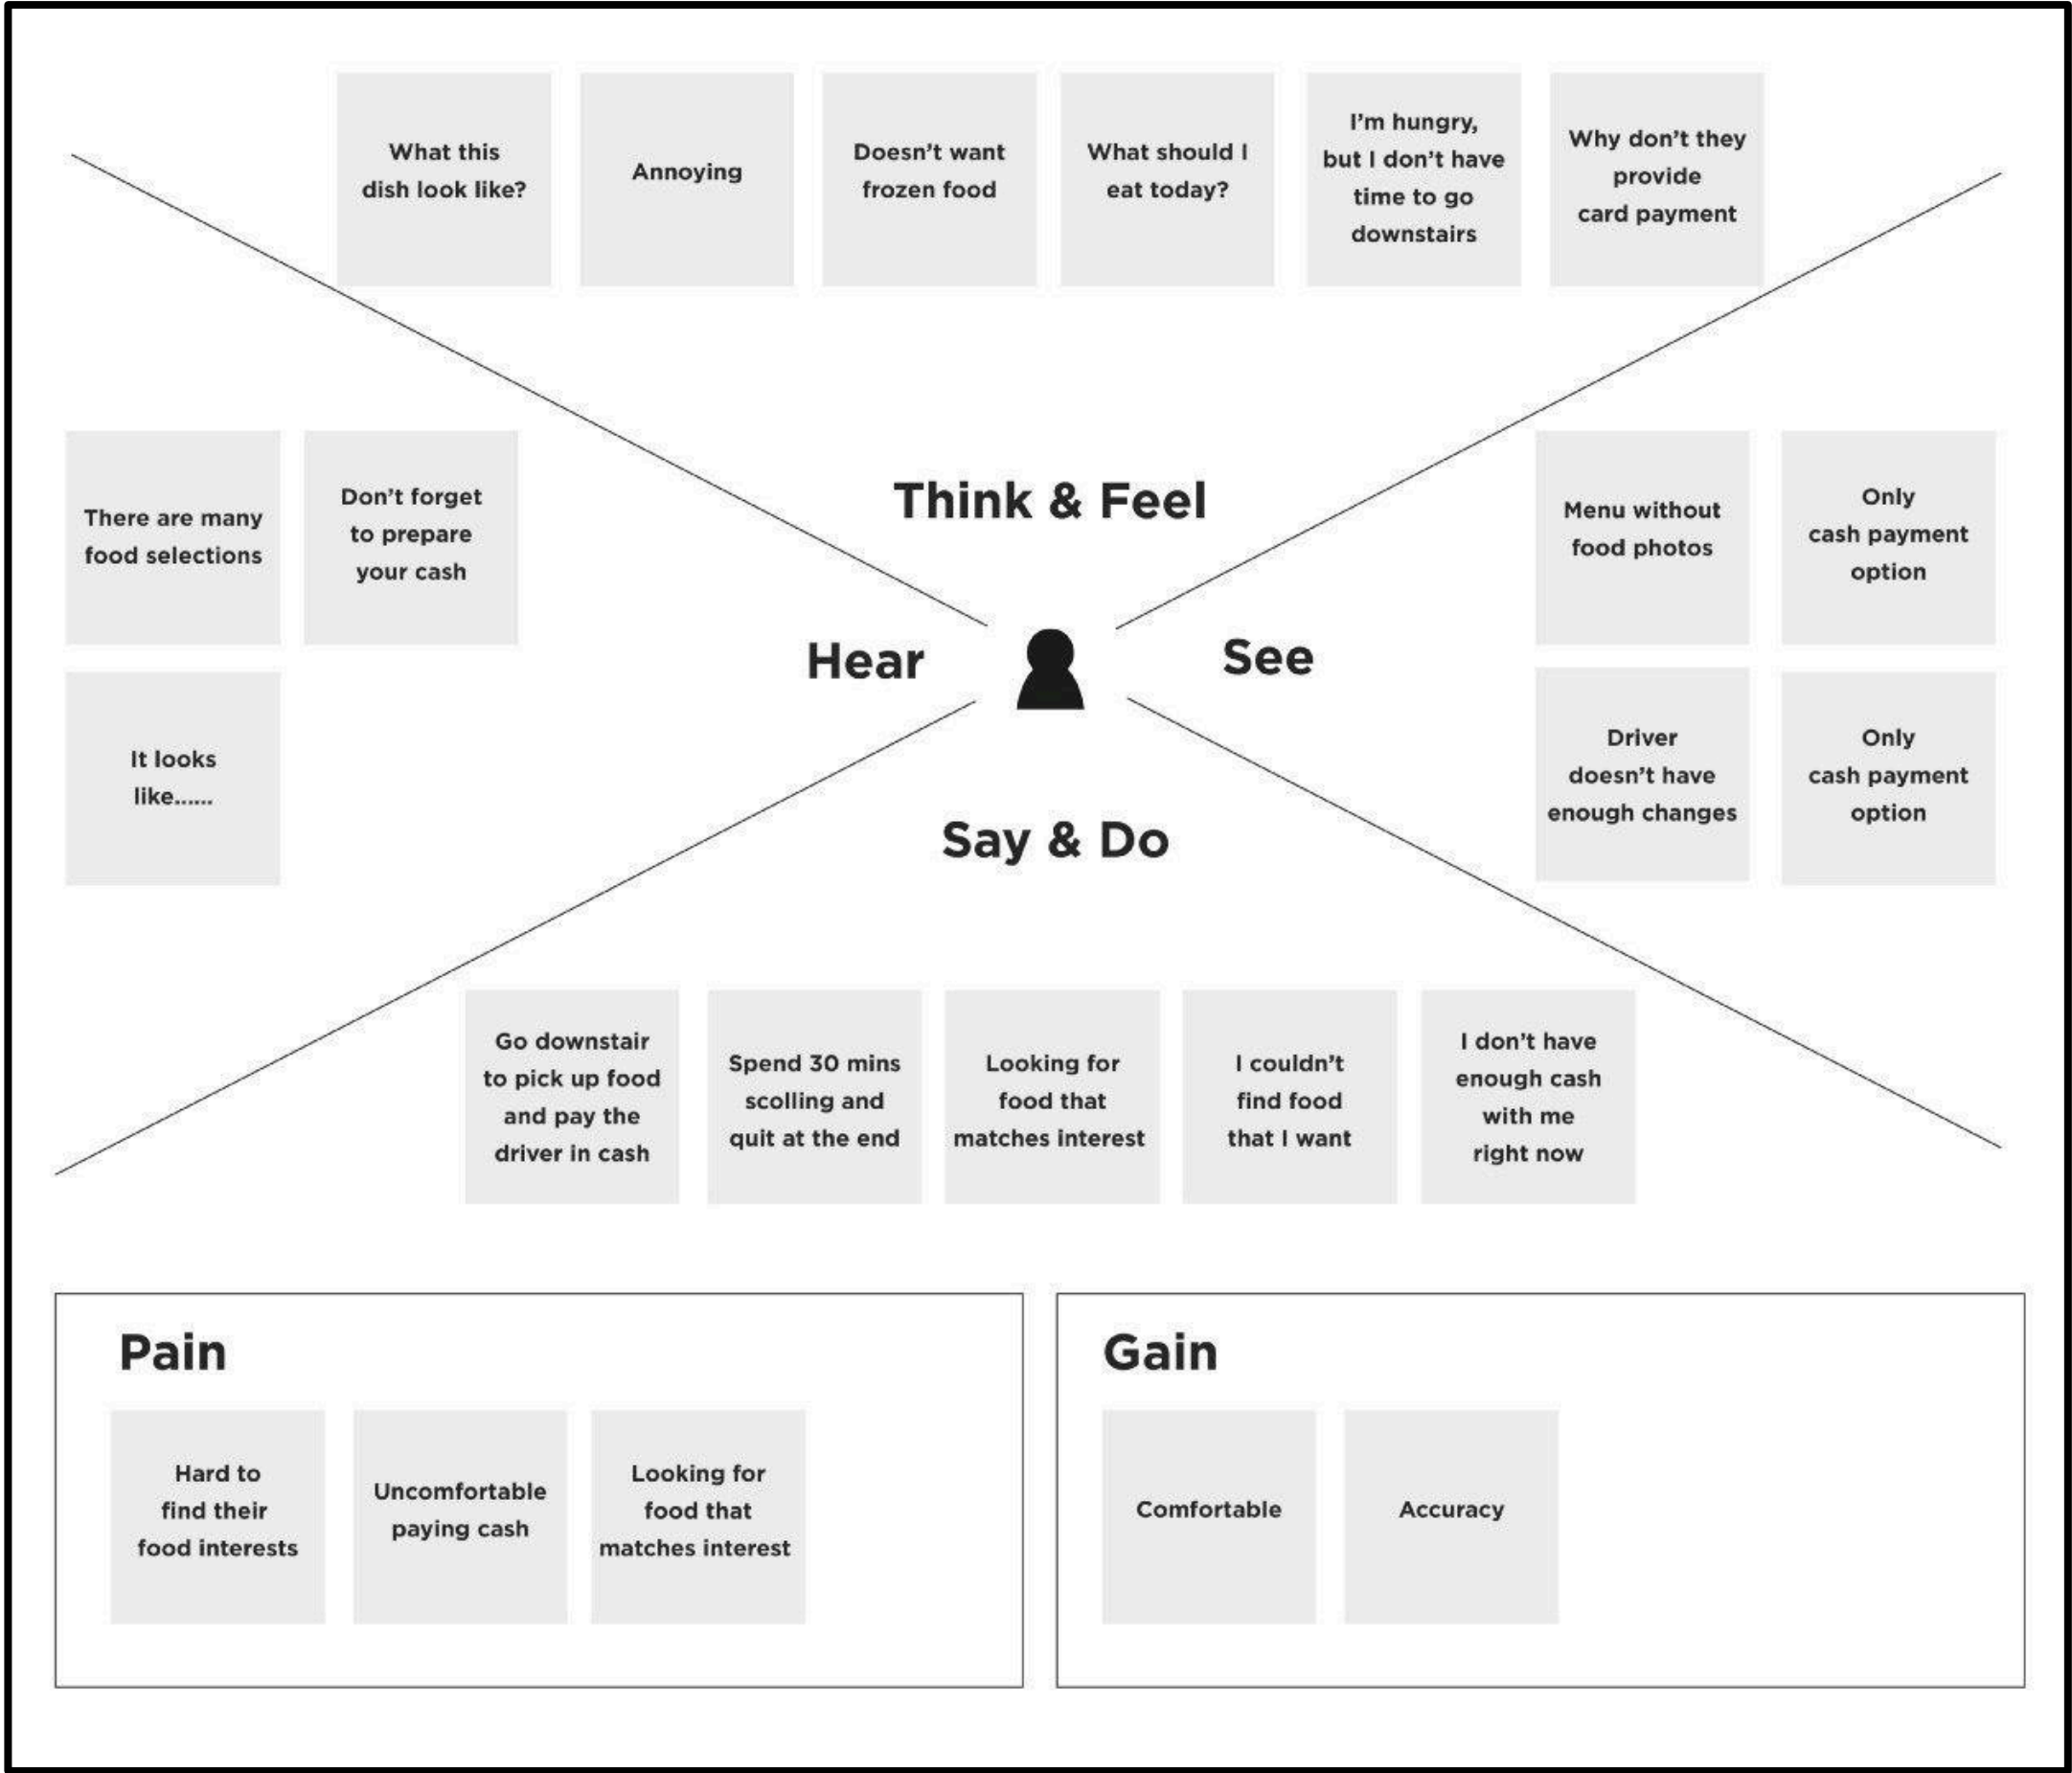 What this
dish look like?
Annoying
Doesn't want
frozen food
What should I
eat today?
I'm hungry,
but I don't have
time to go
downstairs
Why don't they
provide
card payment
Think & Feel
There are many
food selections
Don't forget
to prepare
your cash
It looks
like......
Hear
See
Menu without
food photos
Only
cash payment
option
Driver
doesn't have
enough changes
Only
cash payment
option
Say & Do
Go downstair
to pick up food
and pay the
driver in cash
Spend 30 mins
scolling and
quit at the end
Looking for
food that
matches interest
I couldn't
find food
that I want
I don't have
enough cash
with me
right now
Pain
Hard to
find their
food interests
Uncomfortable
paying cash
Looking for
food that
matches interest
Gain
Comfortable
Accuracy